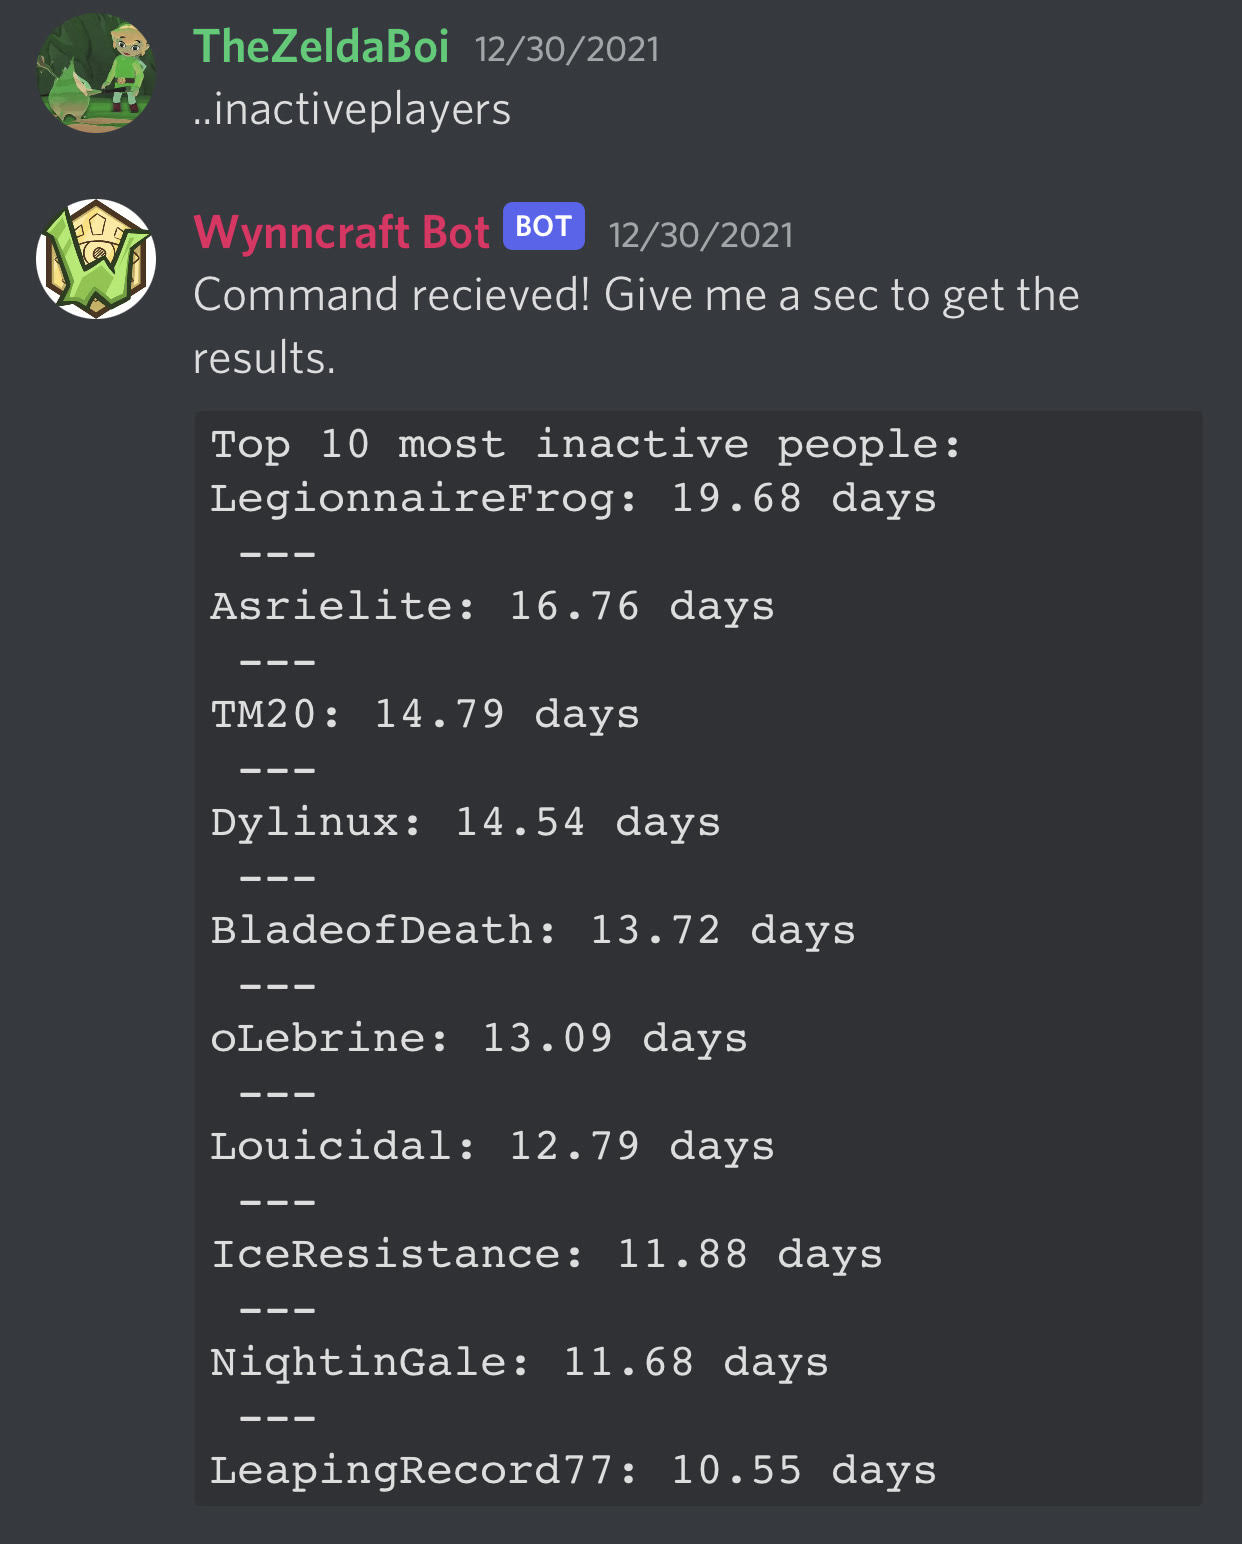 TheZeldaBoi 12/30/2021
..inactiveplayers
Wynncraft Bot BOT 12/30/2021
Command recieved! Give me a sec to get the
results.
Top 10 most inactive people:
LegionnaireFrog: 19.68 days
---
Asrielite: 16.76 days
---
TM20: 14.79 days
---
Dylinux: 14.54 days
---
BladeofDeath: 13.72 days
---
oLebrine: 13.09 days
---
Louicidal: 12.79 days
---
IceResistance: 11.88 days
---
NiqhtinGale: 11.68 days
---
LeapingRecord77: 10.55 days